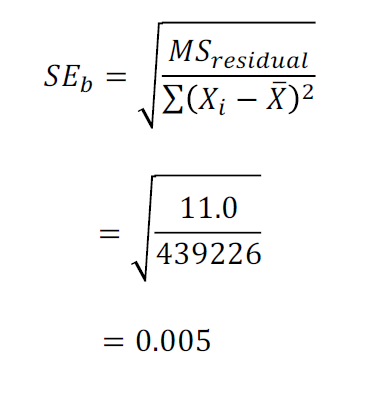 SE_b = √(MS_residual / ∑(X_i − X̄)²)
= √(11.0 / 439226)
= 0.005